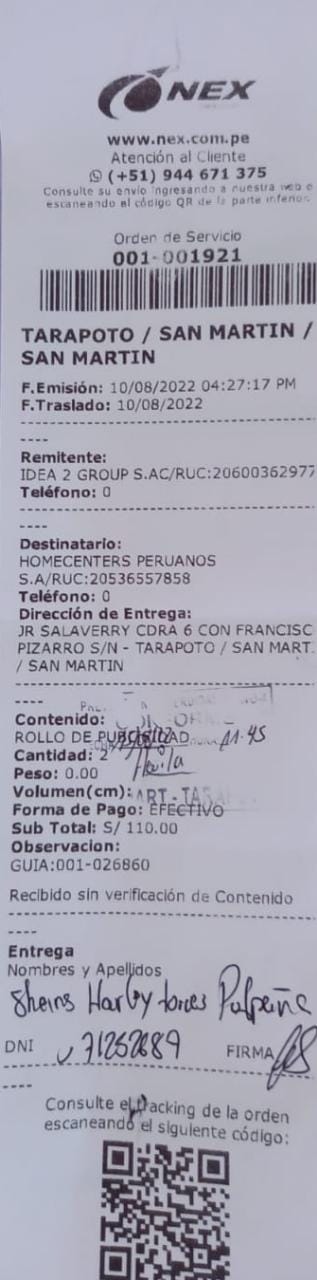 NEX
www.nex.com.pe
Atención al Cliente
(+51) 944 671 375
Consulte su envío ingresando a nuestra web o
escaneando el código QR de la parte inferior
Orden de Servicio
001-001921
TARAPOTO / SAN MARTIN /
SAN MARTIN
F.Emisión: 10/08/2022 04:27:17 PM
F.Traslado: 10/08/2022
----
Remitente:
IDEA 2 GROUP S.AC/RUC:20600362977
Teléfono: 0
----
Destinatario:
HOMECENTERS PERUANOS
S.A/RUC:20536557858
Teléfono: 0
Dirección de Entrega:
JR SALAVERRY CDRA 6 CON FRANCISC
PIZARRO S/N - TARAPOTO / SAN MART.
/ SAN MARTIN
----
Contenido:
ROLLO DE PUBLICIDAD 11:45
Cantidad: 2
Peso: 0.00
Volumen(cm):
Forma de Pago: EFECTIVO
Sub Total: S/ 110.00
Observacion:
GUIA:001-026860
Recibido sin verificación de Contenido
----
Entrega
Nombres y Apellidos
Harby torres
DNI 71252689 FIRMA
----
Consulte el tracking de la orden
escaneando el siguiente código: